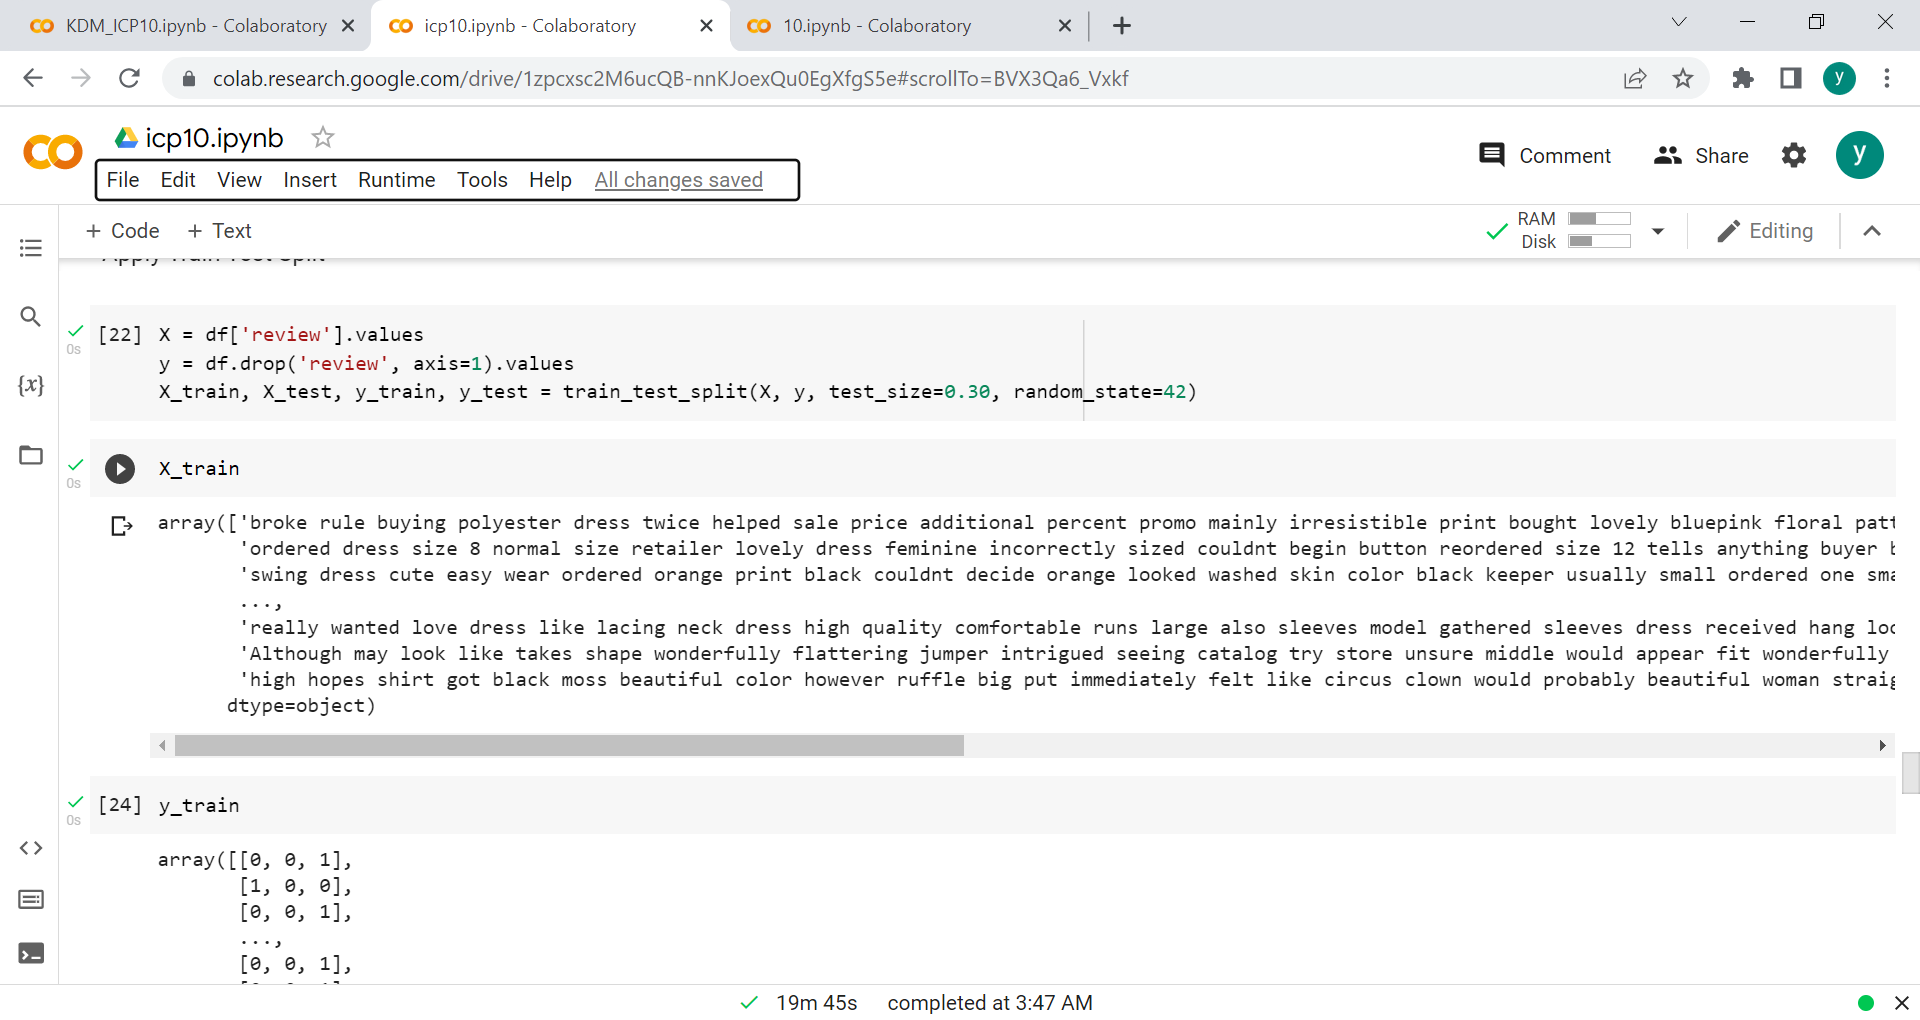 KDM_ICP10.ipynb - Colaboratory
icp10.ipynb - Colaboratory
10.ipynb - Colaboratory
colab.research.google.com/drive/1zpcxsc2M6ucQB-nnKJoexQu0EgXfgS5e#scrollTo=BVX3Qa6_Vxkf
y
icp10.ipynb
File Edit View Insert Runtime Tools Help All changes saved
Comment
Share
y
+ Code + Text
RAM
Disk
Editing
Apply Train Test Split
[22] X = df['review'].values
0s
y = df.drop('review', axis=1).values
X_train, X_test, y_train, y_test = train_test_split(X, y, test_size=0.30, random_state=42)
{x}
X_train
0s
array(['broke rule buying polyester dress twice helped sale price additional percent promo mainly irresistible print bought lovely bluepink floral patt
'ordered dress size 8 normal size retailer lovely dress feminine incorrectly sized couldnt begin button reordered size 12 tells anything buyer b
'swing dress cute easy wear ordered orange print black couldnt decide orange looked washed skin color black keeper usually small ordered one sma
...,
'really wanted love dress like lacing neck dress high quality comfortable runs large also sleeves model gathered sleeves dress received hang loo
'Although may look like takes shape wonderfully flattering jumper intrigued seeing catalog try store unsure middle would appear fit wonderfully
'high hopes shirt got black moss beautiful color however ruffle big put immediately felt like circus clown would probably beautiful woman straig
dtype=object)
[24] y_train
0s
array([[0, 0, 1],
[1, 0, 0],
[0, 0, 1],
...,
[0, 0, 1],
19m 45s completed at 3:47 AM